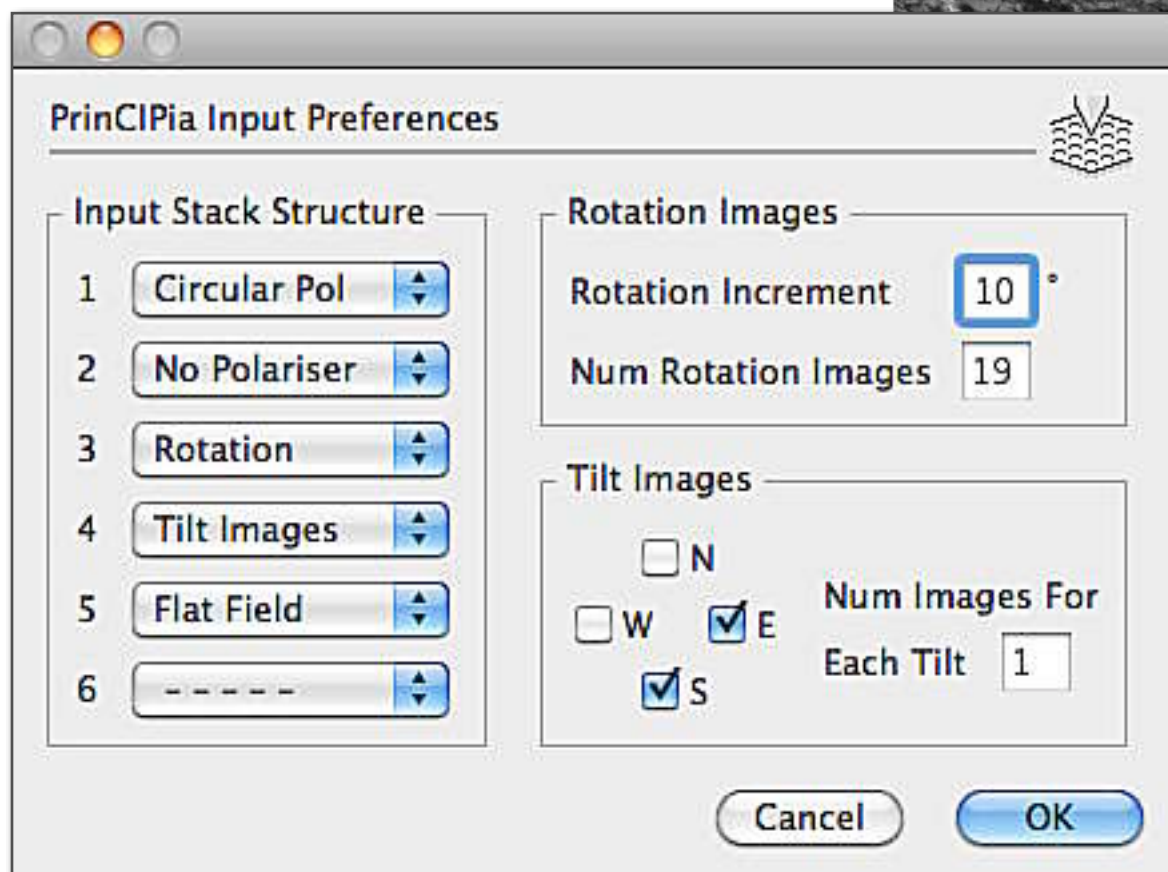 PrinCIPia Input Preferences
Input Stack Structure
1 Circular Pol
2 No Polariser
3 Rotation
4 Tilt Images
5 Flat Field
6 - - - - -
Rotation Images
Rotation Increment 10 °
Num Rotation Images 19
Tilt Images
N
W E
S
Num Images For
Each Tilt 1
Cancel OK